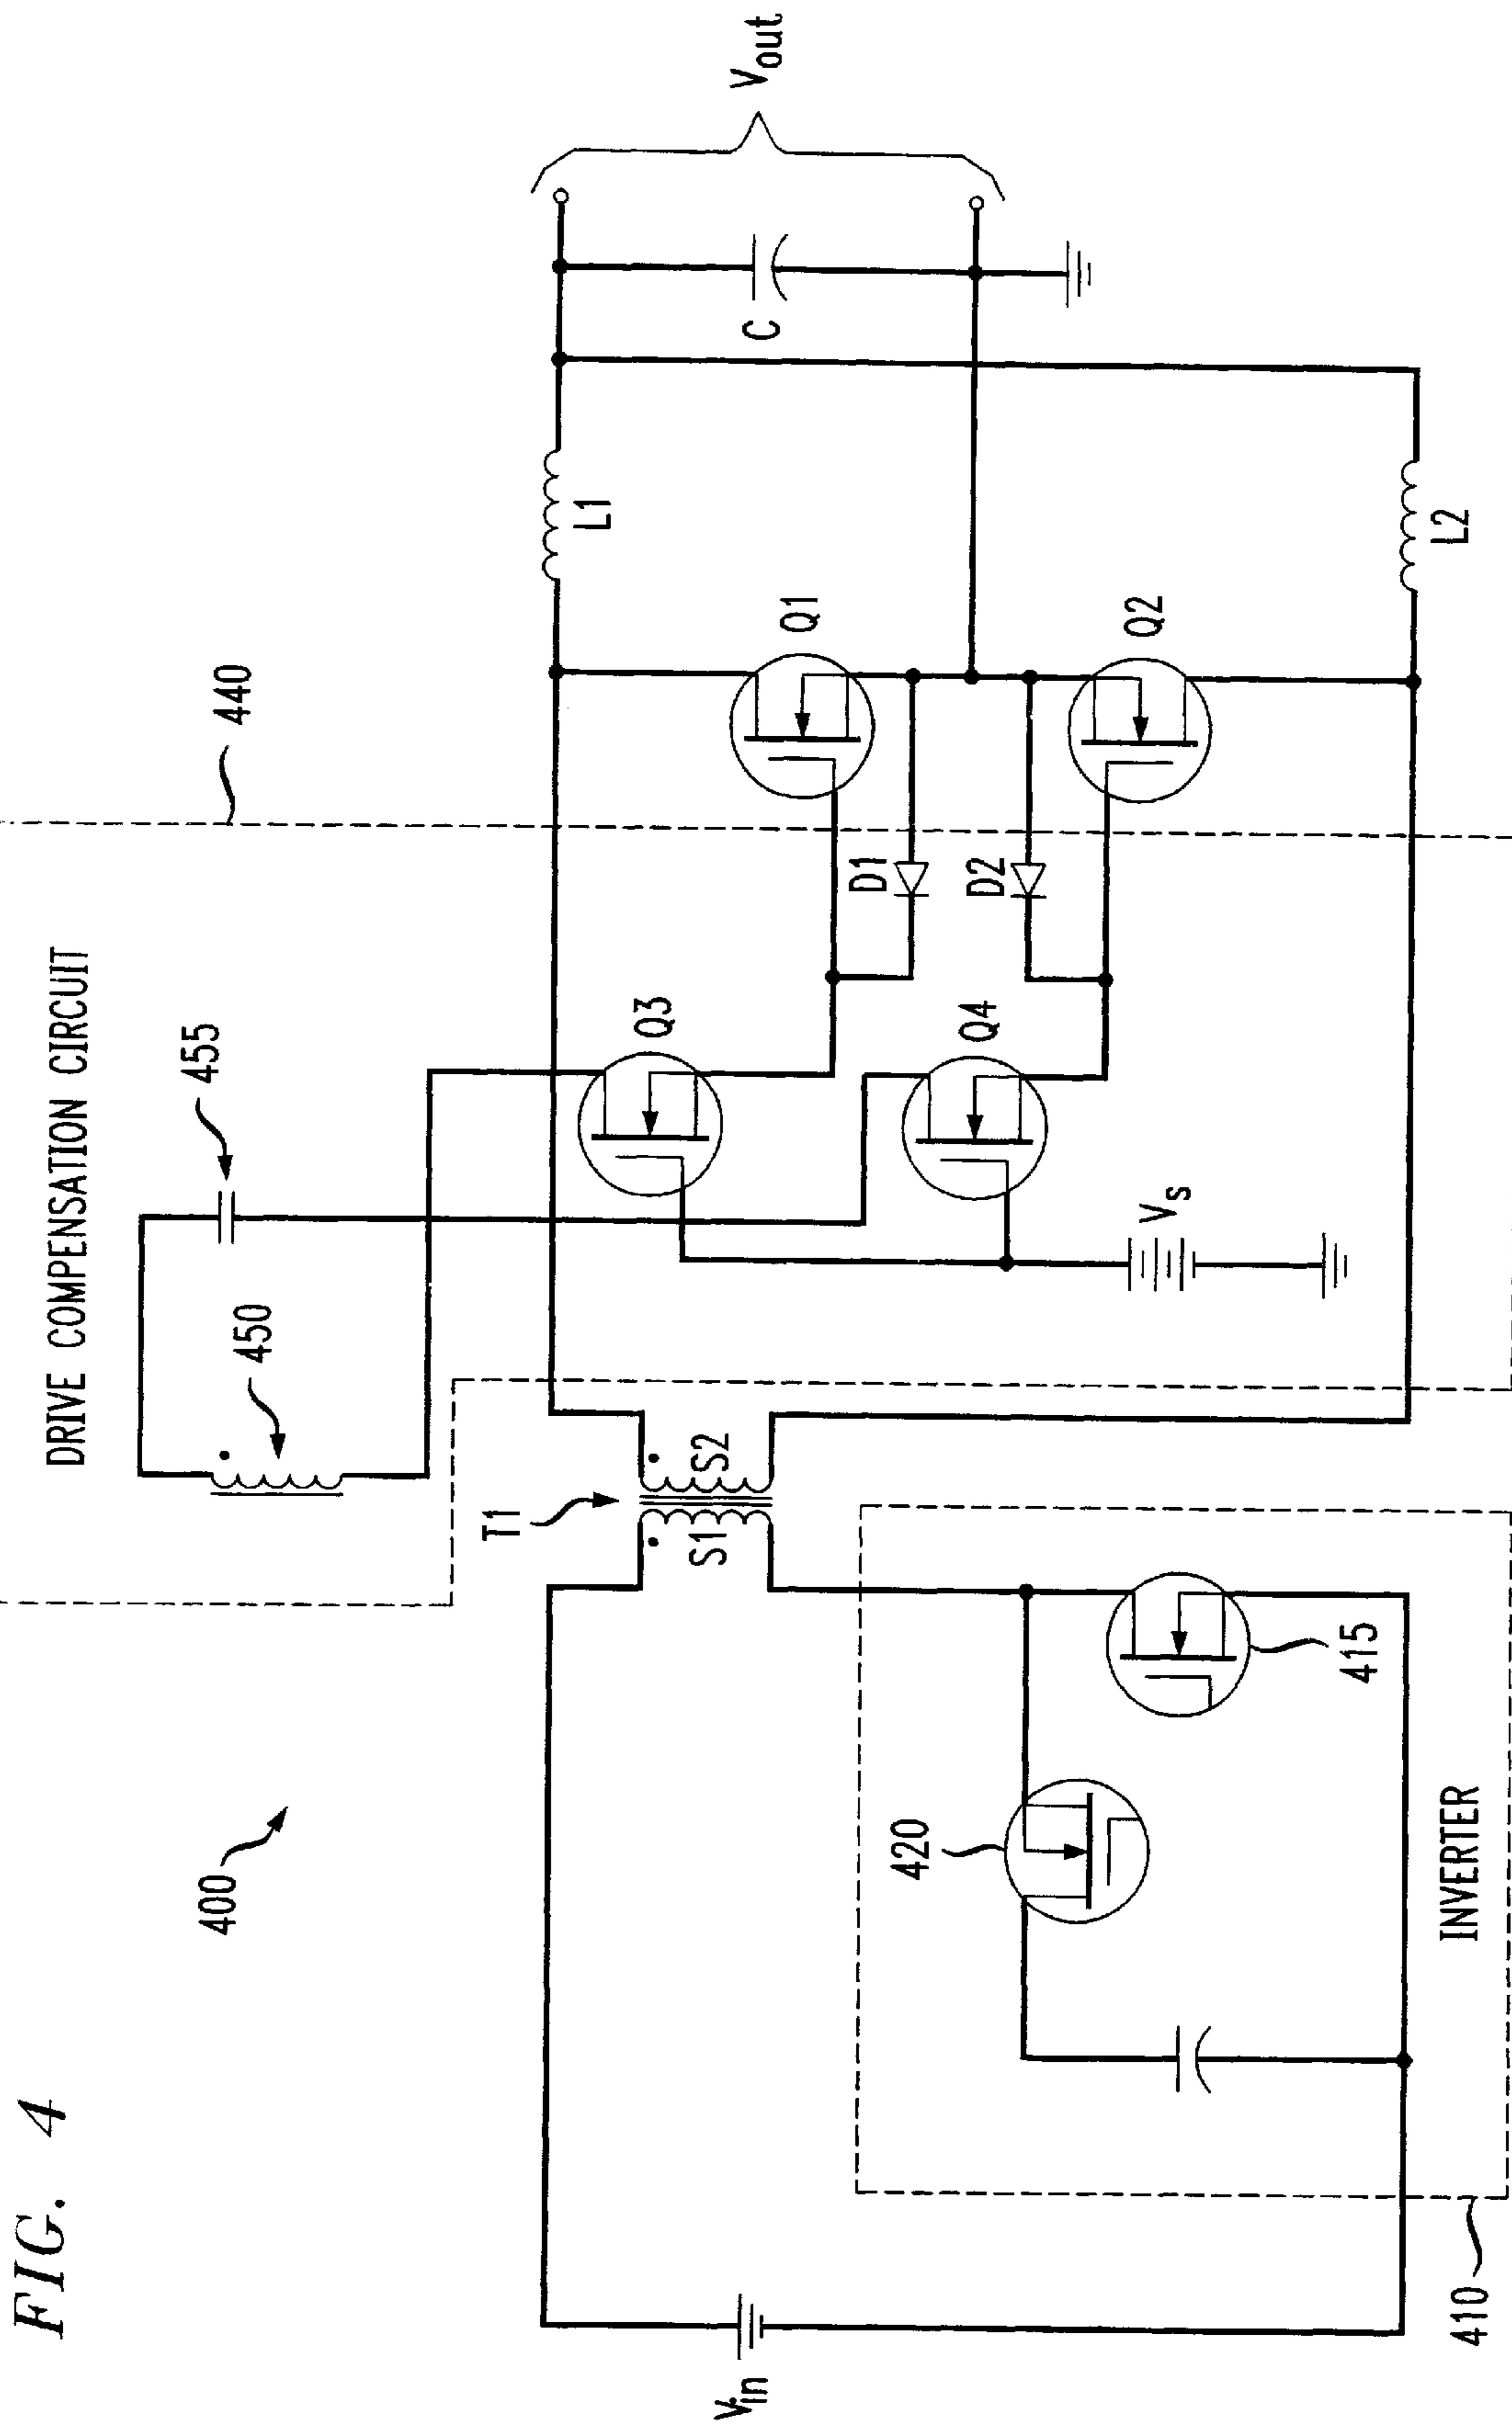 FIG. 4
400
DRIVE COMPENSATION CIRCUIT
440
450
455
T1
S1
S2
Q3
Q4
Vs
D1
D2
Q1
Q2
L1
L2
C
Vout
Vin
420
415
INVERTER
410